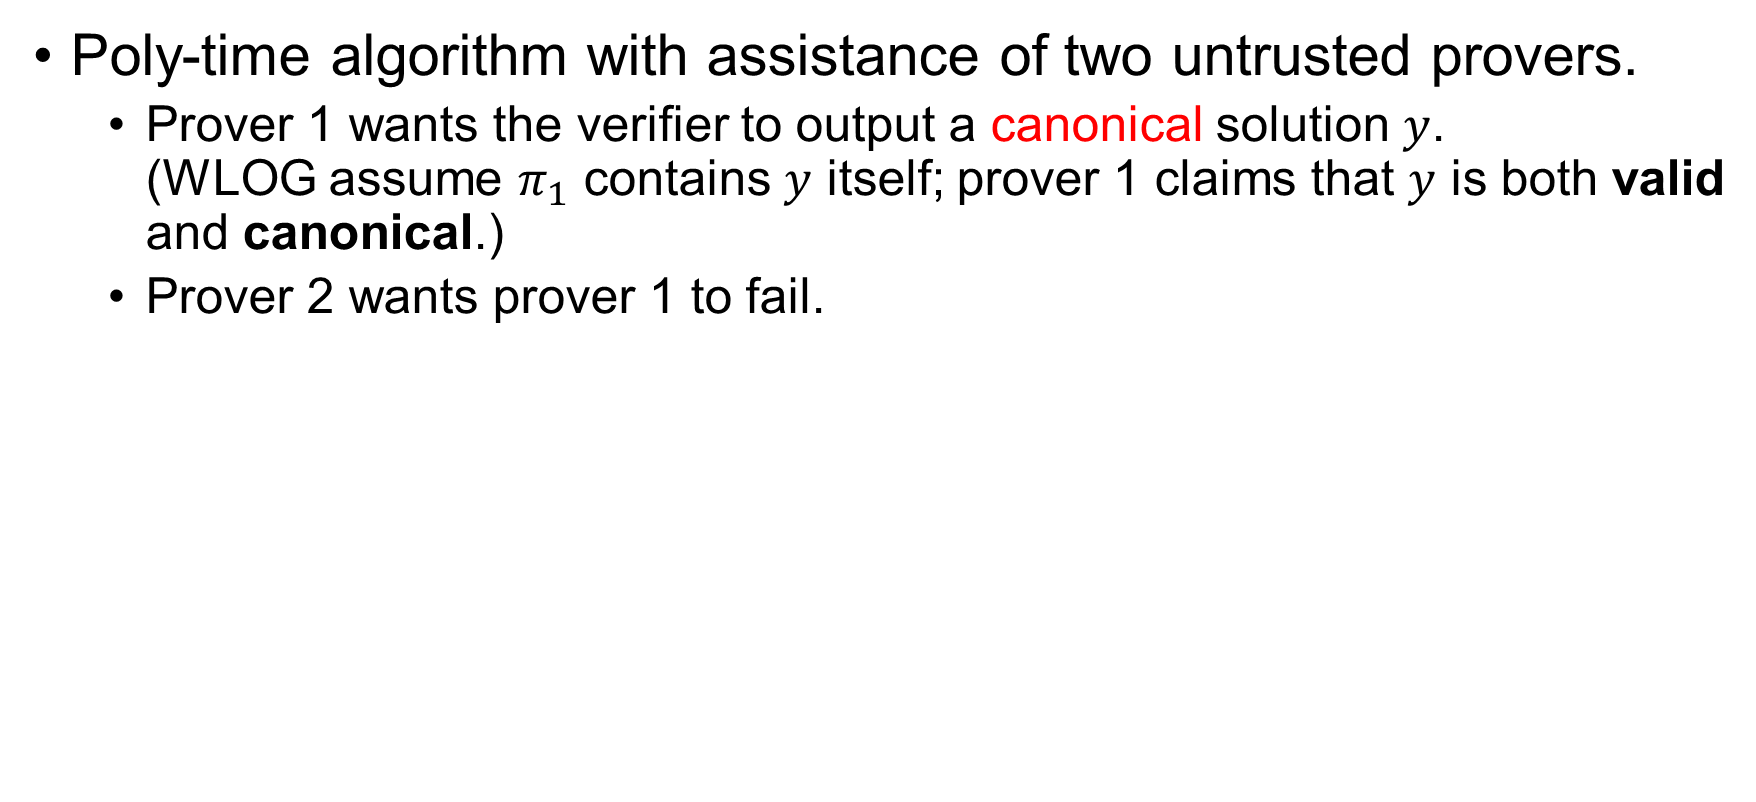 • Poly-time algorithm with assistance of two untrusted provers.
• Prover 1 wants the verifier to output a canonical solution 𝑦.
(WLOG assume 𝜋₁ contains 𝑦 itself; prover 1 claims that 𝑦 is both valid
and canonical.)
• Prover 2 wants prover 1 to fail.